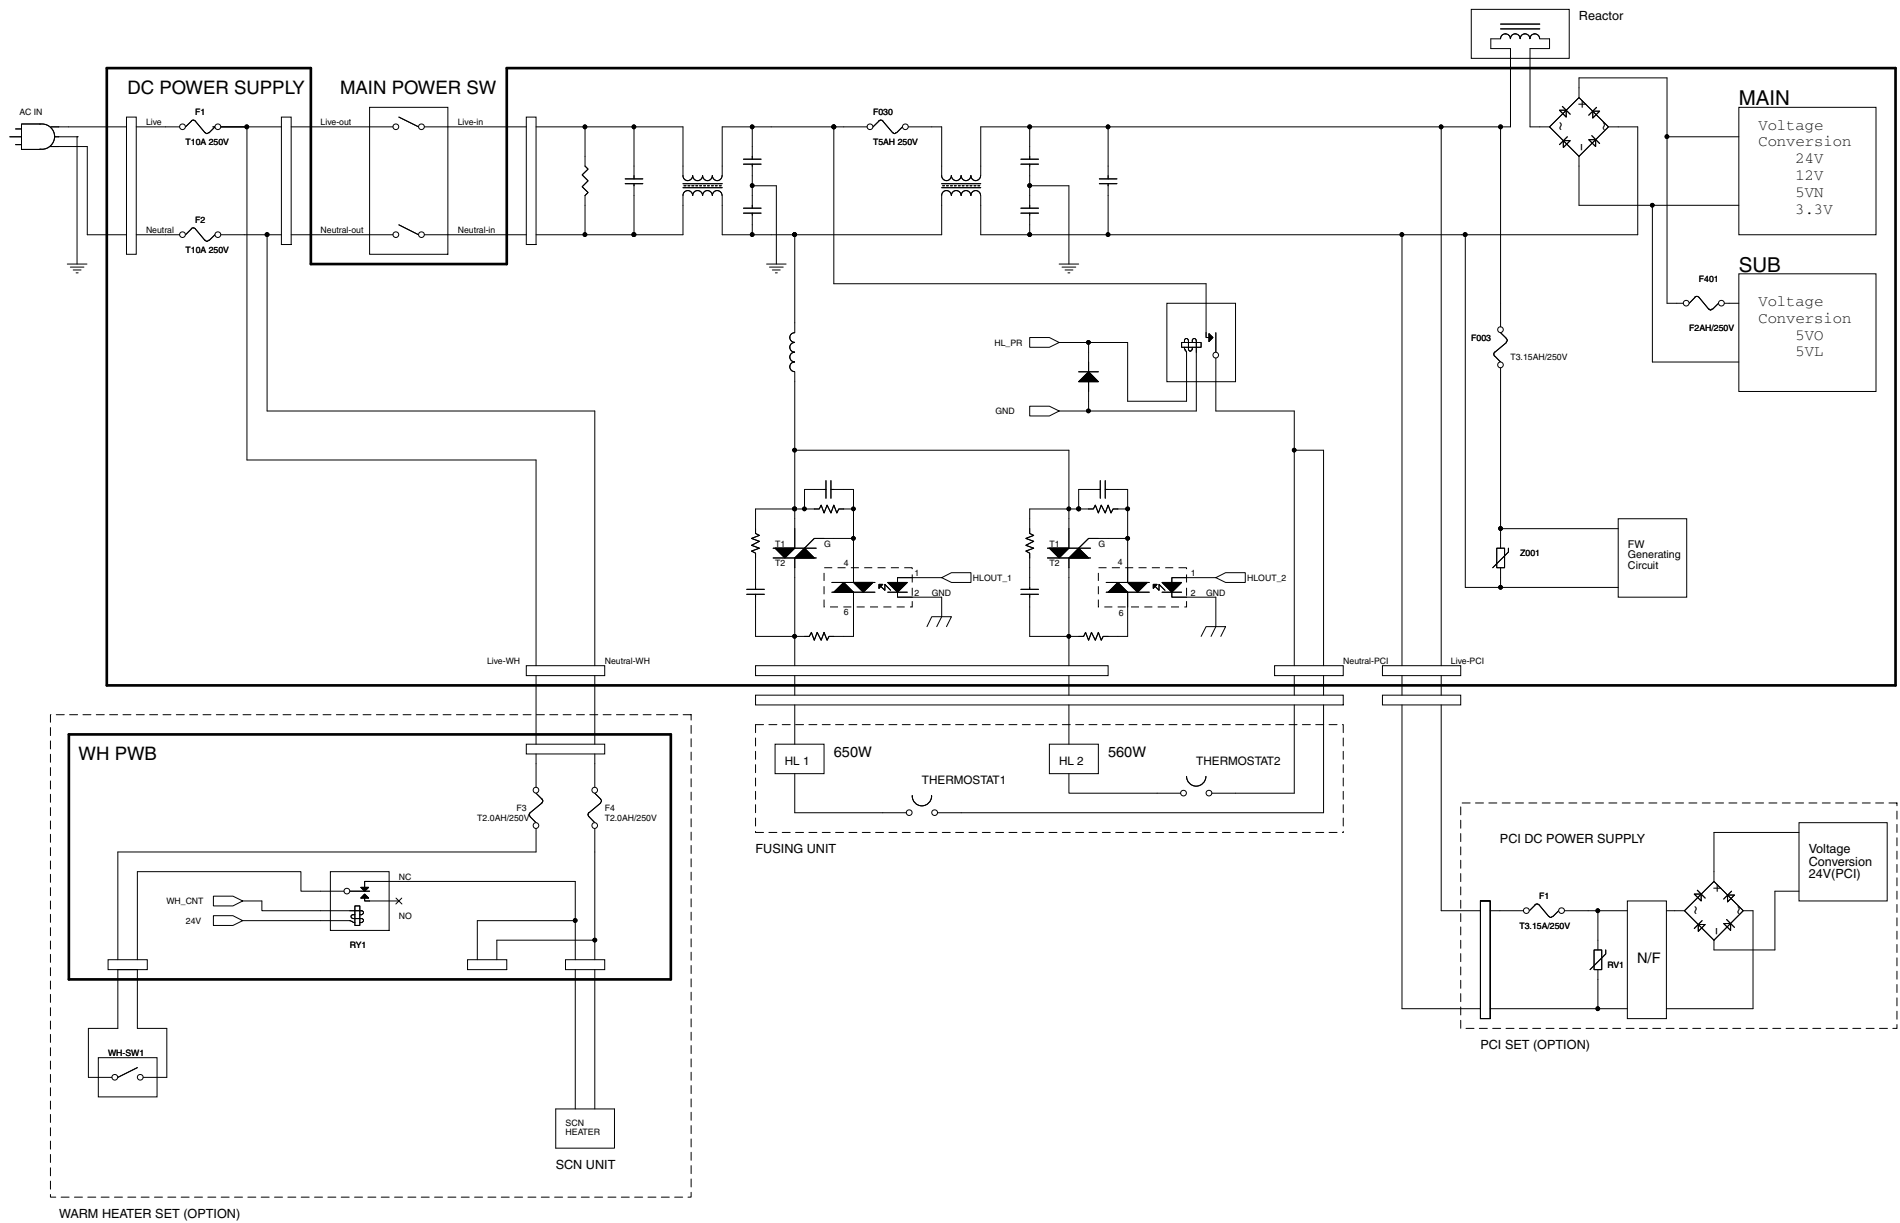 Reactor
DC POWER SUPPLY
MAIN POWER SW
AC IN
F1
Live
T10A 250V
Live-out
Live-in
F030
T5AH 250V
MAIN
Voltage
Conversion
24V
12V
5VN
3.3V
F2
Neutral
T10A 250V
Neutral-out
Neutral-in
SUB
F401
F2AH/250V
Voltage
Conversion
5VO
5VL
HL_PR
GND
F003
T3.15AH/250V
T1
T2
G
4
6
1
2
GND
HLOUT_1
T1
T2
G
4
6
1
2
GND
HLOUT_2
Z001
FW
Generating
Circuit
Live-WH
Neutral-WH
Neutral-PCI
Live-PCI
WH PWB
HL 1
650W
THERMOSTAT1
HL 2
560W
THERMOSTAT2
FUSING UNIT
F3
T2.0AH/250V
F4
T2.0AH/250V
WH_CNT
24V
NC
NO
RY1
WH-SW1
SCN
HEATER
SCN UNIT
WARM HEATER SET (OPTION)
PCI DC POWER SUPPLY
Voltage
Conversion
24V(PCI)
F1
T3.15A/250V
RV1
N/F
PCI SET (OPTION)